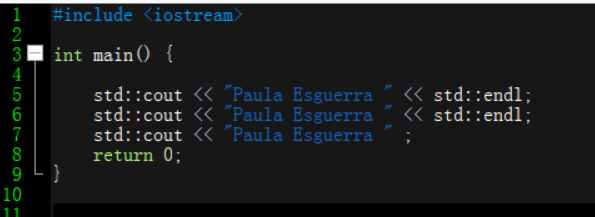 1 #include <iostream>
2
3 int main() {
4
5 std::cout << "Paula Esguerra " << std::endl;
6 std::cout << "Paula Esguerra " << std::endl;
7 std::cout << "Paula Esguerra " ;
8 return 0;
9 }
10
11